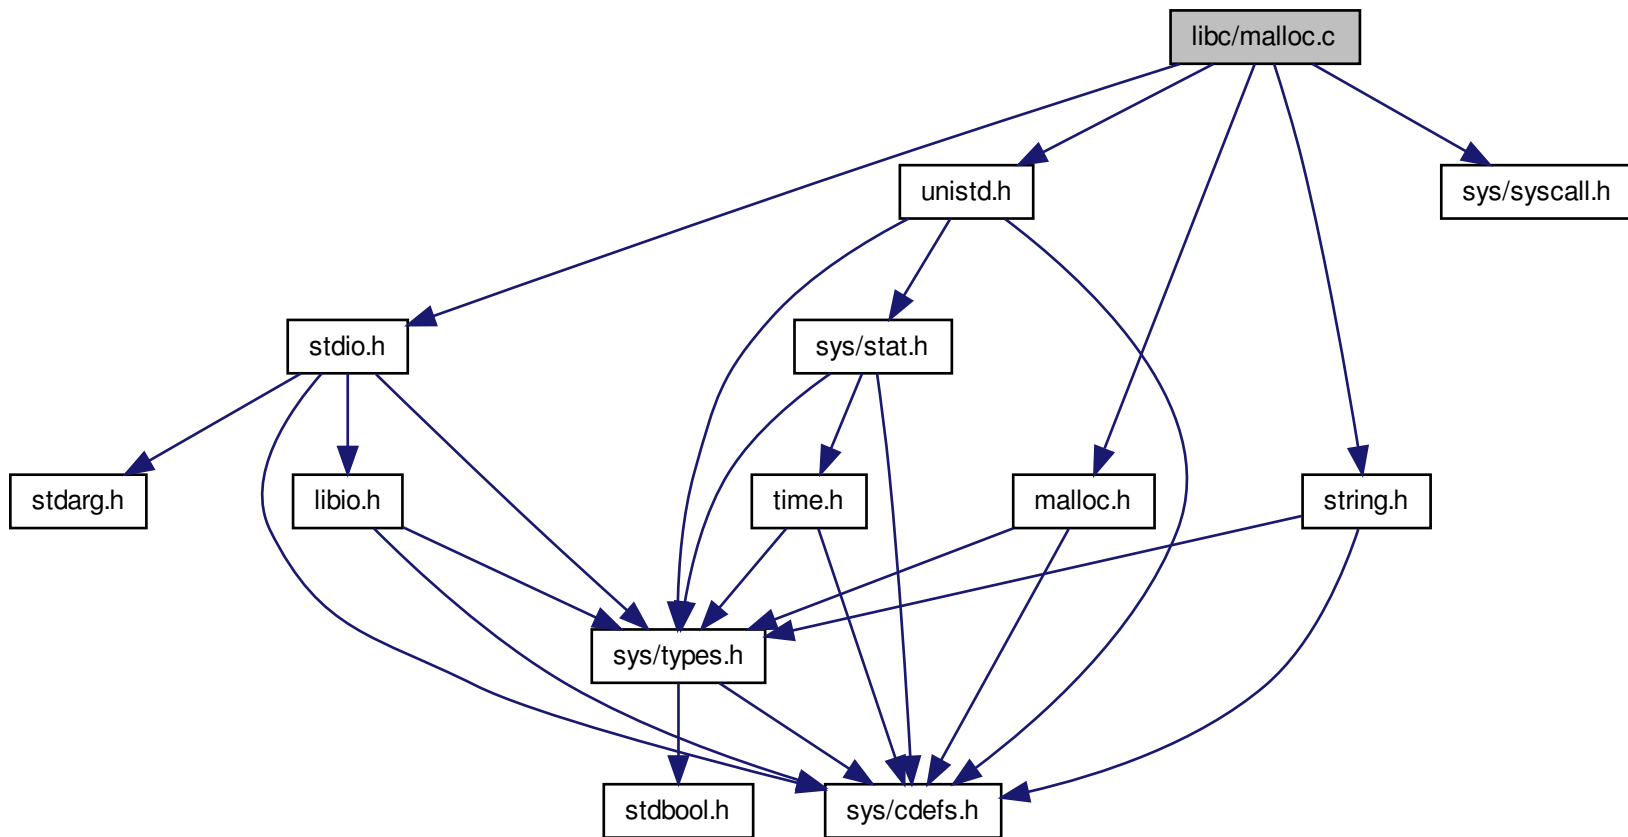 libc/malloc.c
unistd.h
sys/syscall.h
stdio.h
sys/stat.h
stdarg.h
libio.h
time.h
malloc.h
string.h
sys/types.h
stdbool.h
sys/cdefs.h